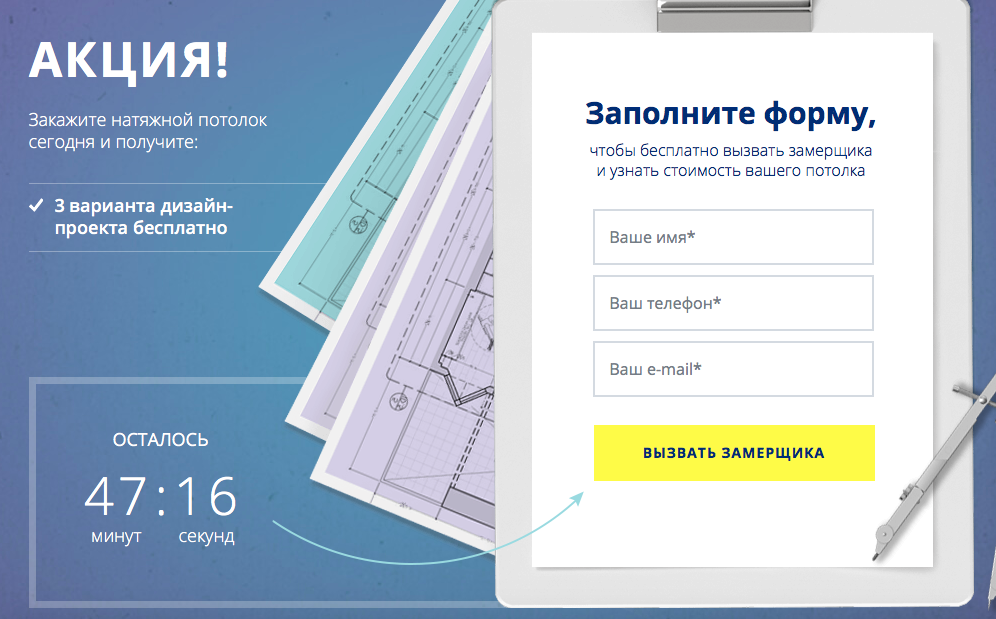 АКЦИЯ!
Закажите натяжной потолок
сегодня и получите:
3 варианта дизайн-
проекта бесплатно
ОСТАЛОСЬ
47:16
минут секунд
Заполните форму,
чтобы бесплатно вызвать замерщика
и узнать стоимость вашего потолка
Ваше имя*
Ваш телефон*
Ваш e-mail*
ВЫЗВАТЬ ЗАМЕРЩИКА